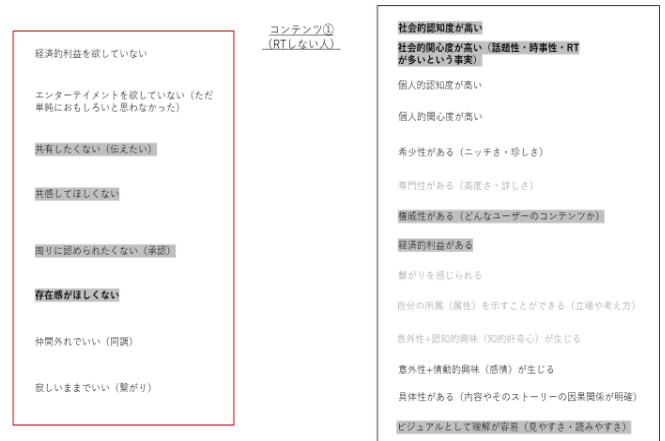 コンテンツ①
（RTしない人）
経済的利益を欲していない
エンターテイメントを欲していない（ただ
単純におもしろいと思わなかった）
共有したくない（伝えたい）
共感してほしくない
周りに認められたくない（承認）
存在感がほしくない
仲間外れでいい（同調）
寂しいままでいい（繋がり）
社会的認知度が高い
社会的関心度が高い（話題性・時事性・RT
が多いという事実）
個人的認知度が高い
個人的関心度が高い
希少性がある（ニッチさ・珍しさ）
専門性がある（高度さ・詳しさ）
権威性がある（どんなユーザーのコンテンツか）
経済的利益がある
繋がりを感じられる
自分の所属（属性）を示すことができる（立場や考え方）
意外性+認知的興味（知的好奇心）が生じる
意外性+情動的興味（感情）が生じる
具体性がある（内容やそのストーリーの因果関係が明確）
ビジュアルとして理解が容易（見やすさ・読みやすさ）